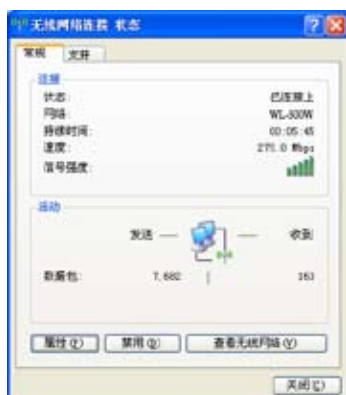 无线网络连接 状态
常规 支持
连接
状态: 已连接上
网络: WL-300W
持续时间: 00:05:45
速度: 270.0 Mbps
信号强度:
活动
发送 — — 收到
数据包: 7,682 | 163
属性(P) 禁用(D) 查看无线网络(V)
关闭(C)